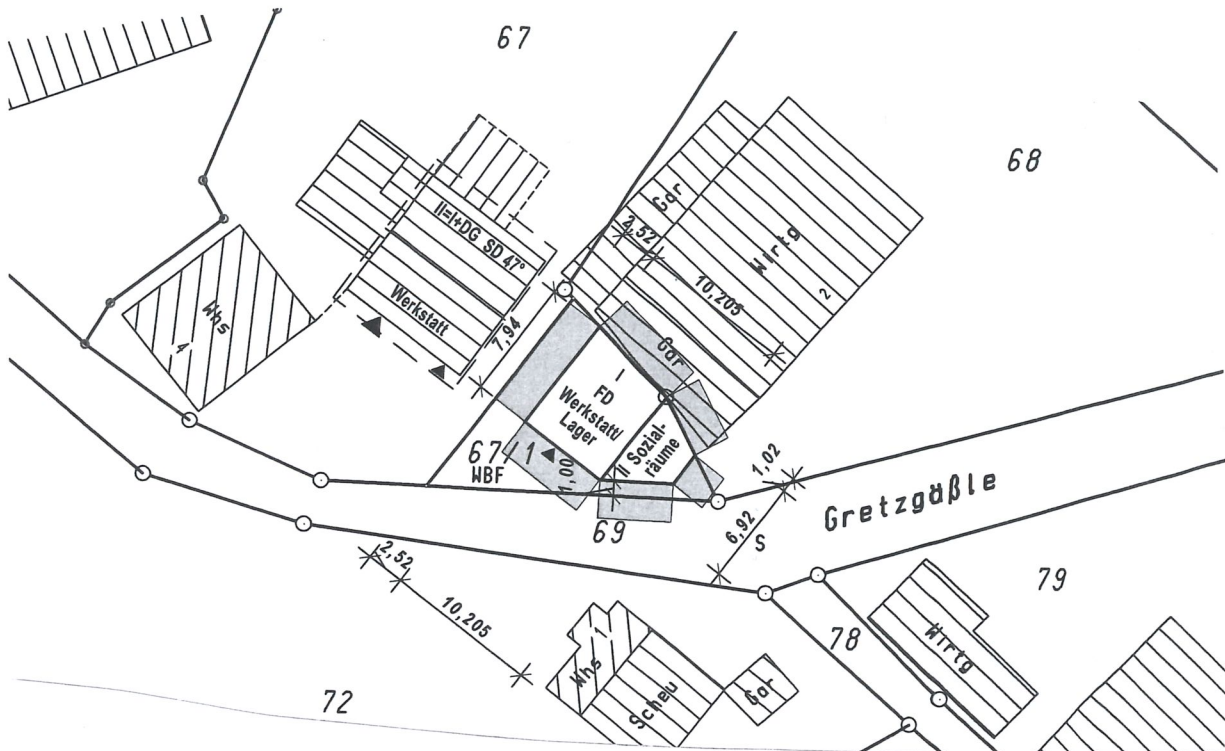 67
68
Gar
2,52
Wirtg
2
10,205
II=I+DG SD 47°
Werkstatt
Whs
4
7,94
Gar
I
FD
Werkstatt/
Lager
II Sozial-
räume
67/1
WBF
1,00
1,02
69
6,92
S
Gretzgäßle
2,52
10,205
79
78
Wirtg
Whs 1
Scheu
Gar
72